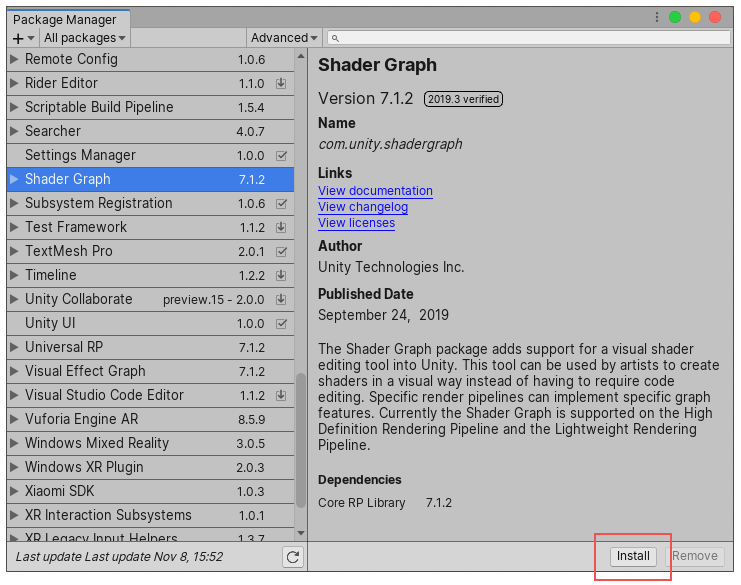 Package Manager
All packages
Advanced
Remote Config 1.0.6
Rider Editor 1.1.0
Scriptable Build Pipeline 1.5.4
Searcher 4.0.7
Settings Manager 1.0.0
Shader Graph 7.1.2
Subsystem Registration 1.0.6
Test Framework 1.1.2
TextMesh Pro 2.0.1
Timeline 1.2.2
Unity Collaborate preview.15 - 2.0.0
Unity UI 1.0.0
Universal RP 7.1.2
Visual Effect Graph 7.1.2
Visual Studio Code Editor 1.1.2
Vuforia Engine AR 8.5.9
Windows Mixed Reality 3.0.5
Windows XR Plugin 2.0.3
Xiaomi SDK 1.0.3
XR Interaction Subsystems 1.0.1
XR Legacy Input Helpers 1.3.7
Last update Last update Nov 8, 15:52
Shader Graph
Version 7.1.2 2019.3 verified
Name
com.unity.shadergraph
Links
View documentation
View changelog
View licenses
Author
Unity Technologies Inc.
Published Date
September 24, 2019
The Shader Graph package adds support for a visual shader
editing tool into Unity. This tool can be used by artists to create
shaders in a visual way instead of having to require code
editing. Specific render pipelines can implement specific graph
features. Currently the Shader Graph is supported on the High
Definition Rendering Pipeline and the Lightweight Rendering
Pipeline.
Dependencies
Core RP Library 7.1.2
Install
Remove